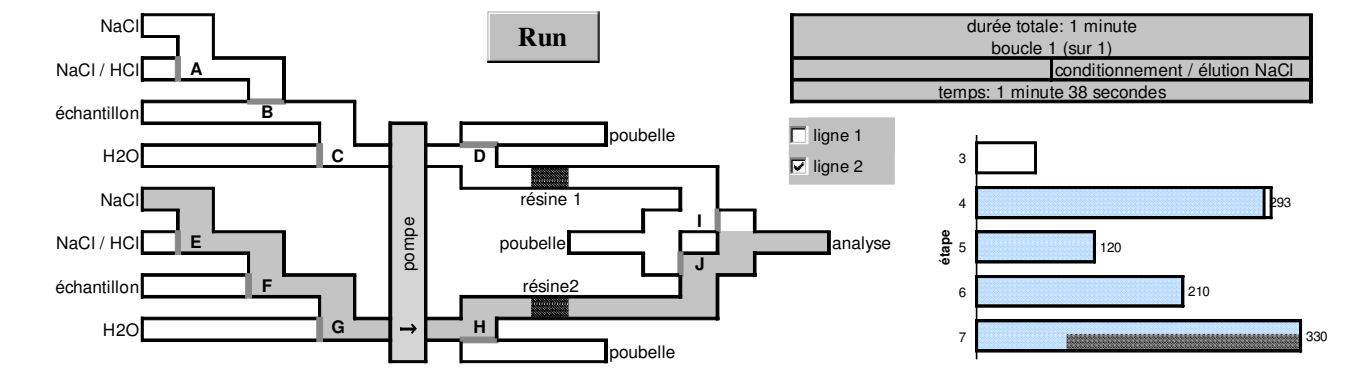 NaCl
NaCl / HCl
A
échantillon
B
H2O
C
NaCl
NaCl / HCl
E
échantillon
F
H2O
G
pompe
→
Run
D
poubelle
résine 1
I
poubelle
J
analyse
résine2
H
poubelle
durée totale: 1 minute
boucle 1 (sur 1)
conditionnement / élution NaCl
temps: 1 minute 38 secondes
ligne 1
ligne 2
étape
3
4
293
5
120
6
210
7
330